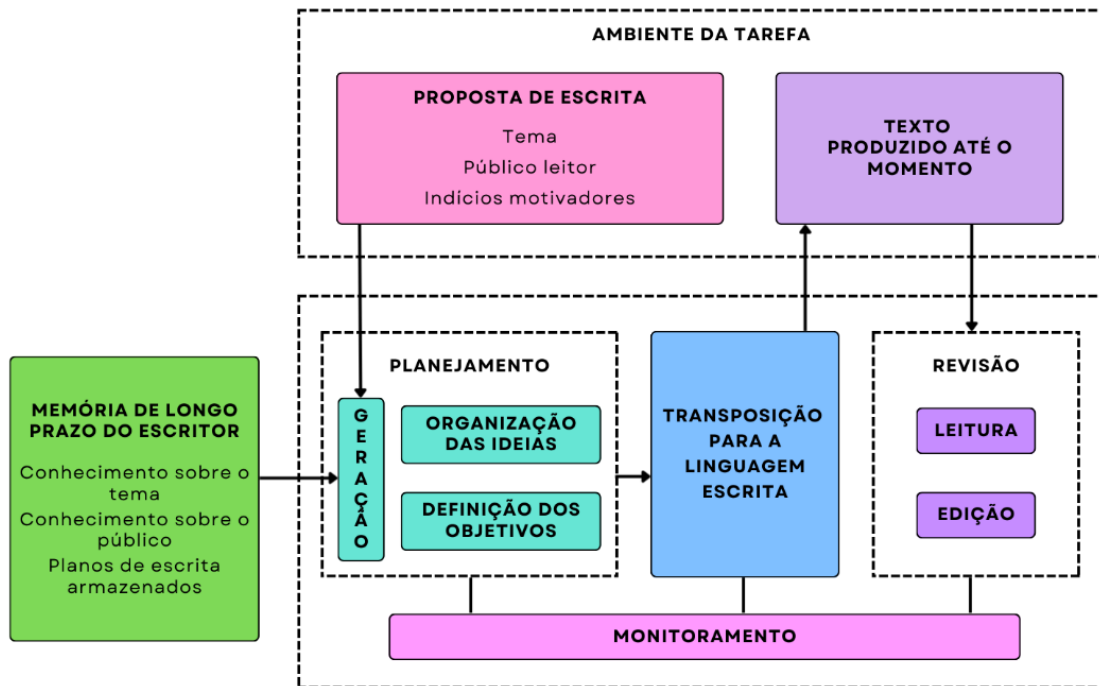 AMBIENTE DA TAREFA
PROPOSTA DE ESCRITA
Tema
Público leitor
Indícios motivadores
TEXTO
PRODUZIDO ATÉ O
MOMENTO
MEMÓRIA DE LONGO
PRAZO DO ESCRITOR
Conhecimento sobre o
tema
Conhecimento sobre o
público
Planos de escrita
armazenados
PLANEJAMENTO
GERAÇÃO
ORGANIZAÇÃO
DAS IDEIAS
DEFINIÇÃO DOS
OBJETIVOS
TRANSPOSIÇÃO
PARA A
LINGUAGEM
ESCRITA
REVISÃO
LEITURA
EDIÇÃO
MONITORAMENTO